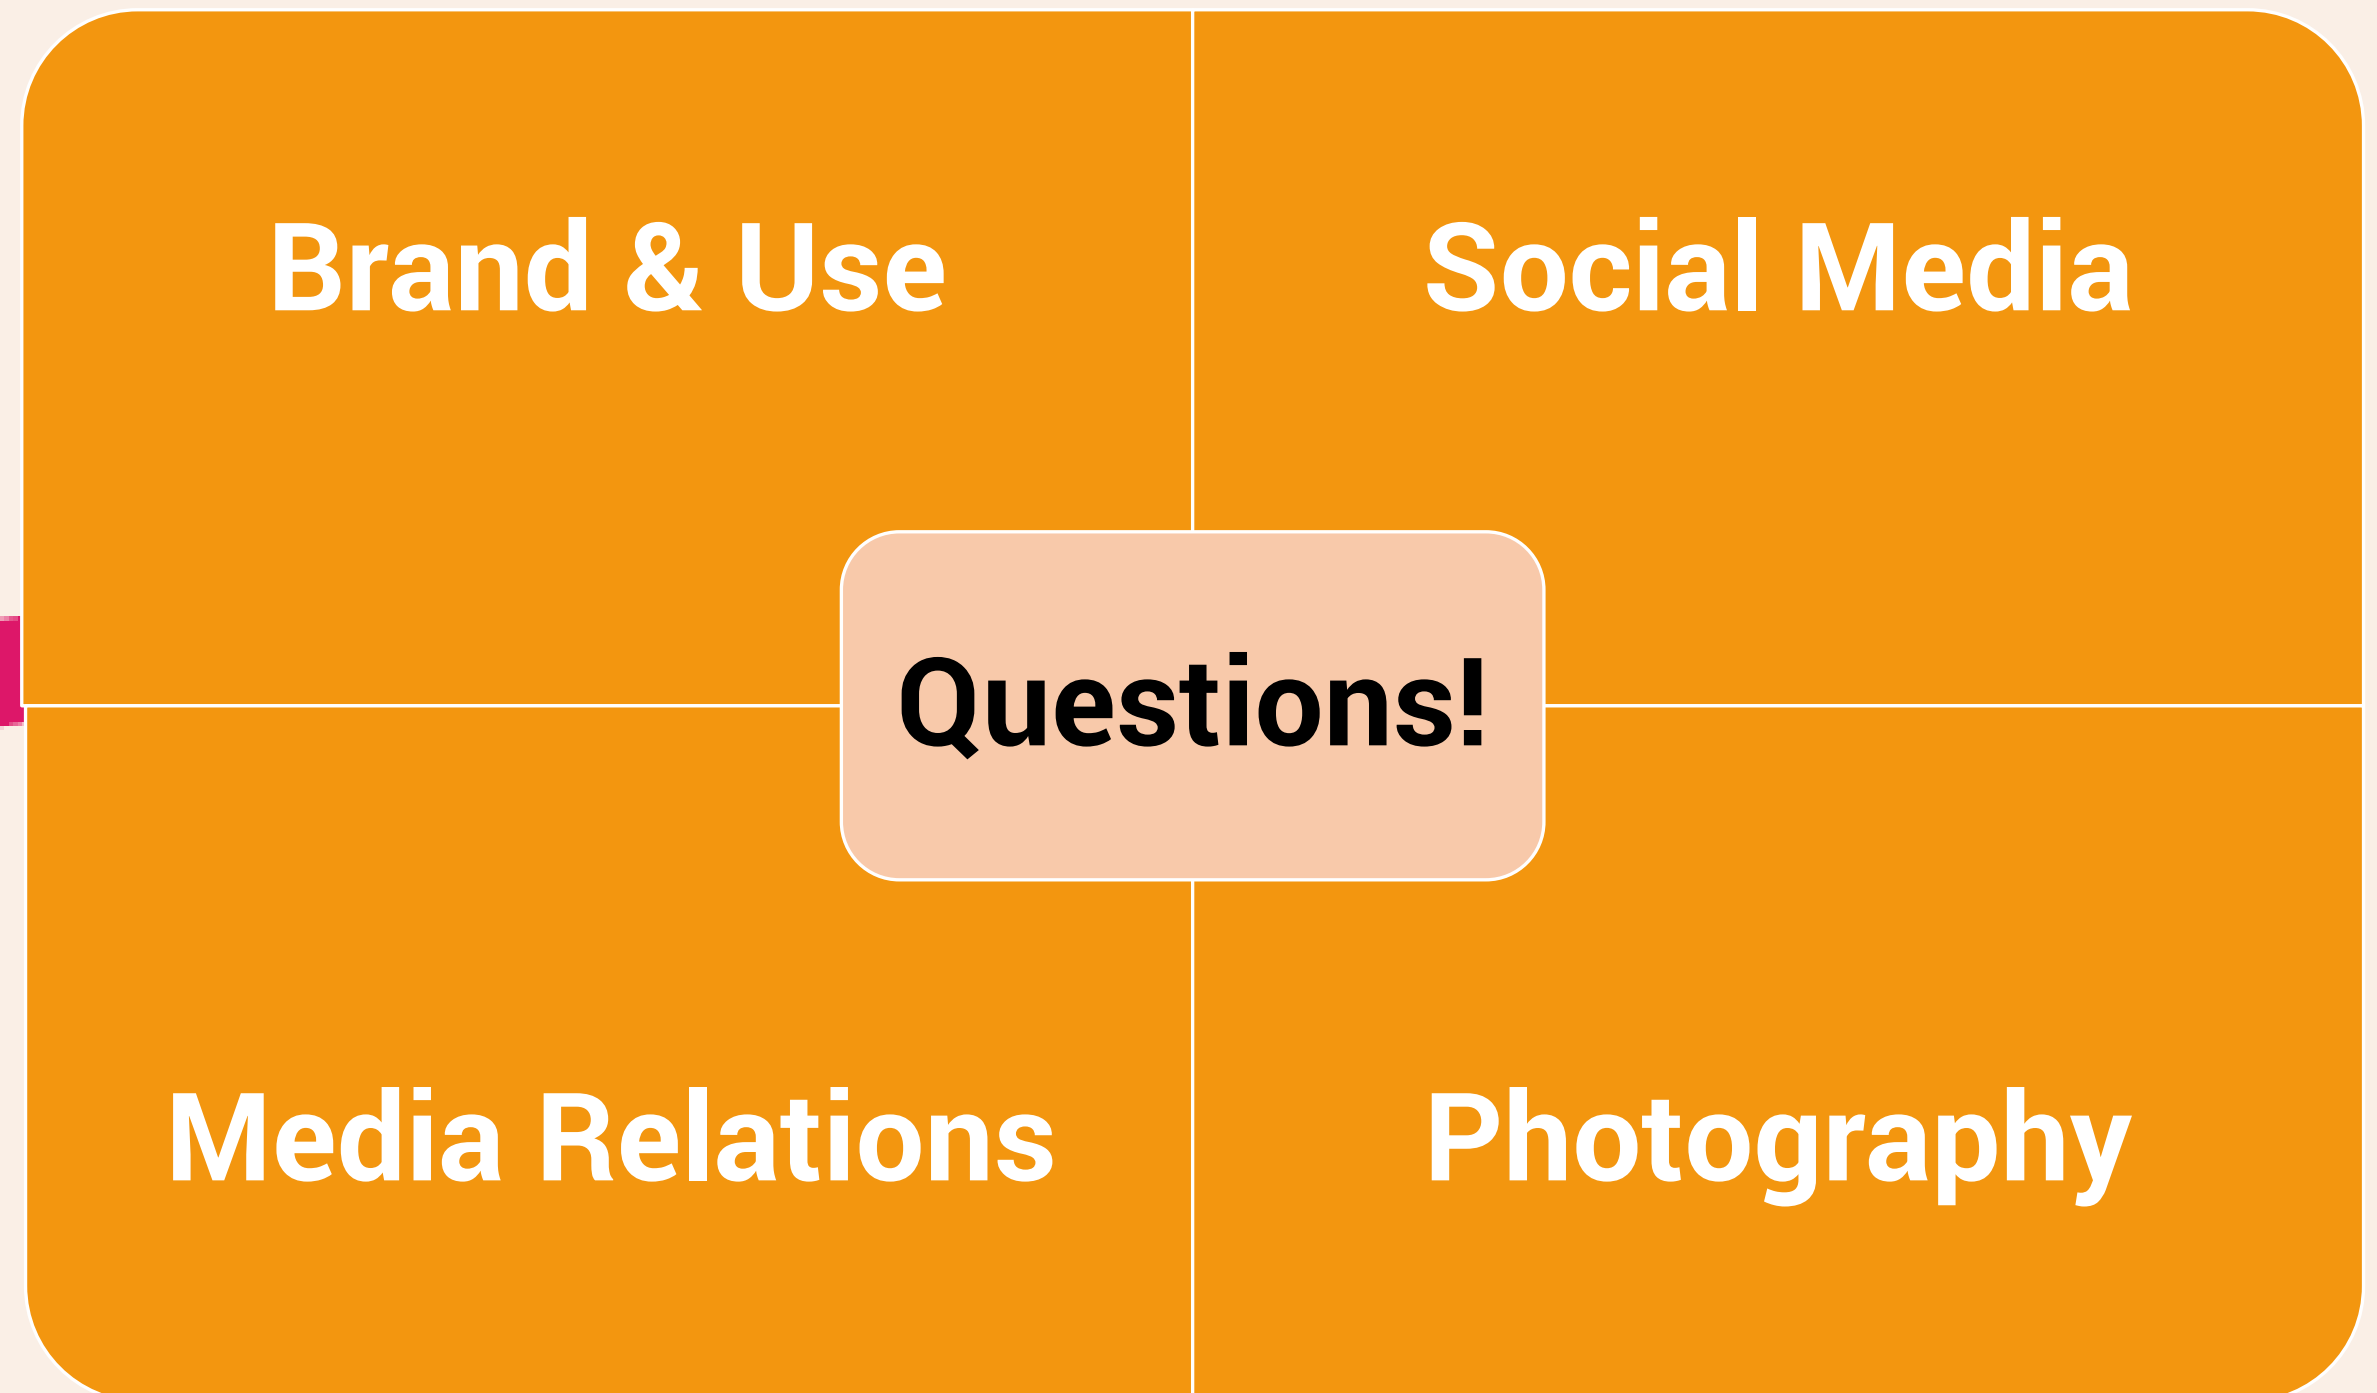 Brand & Use
Social Media
Questions!
Media Relations
Photography